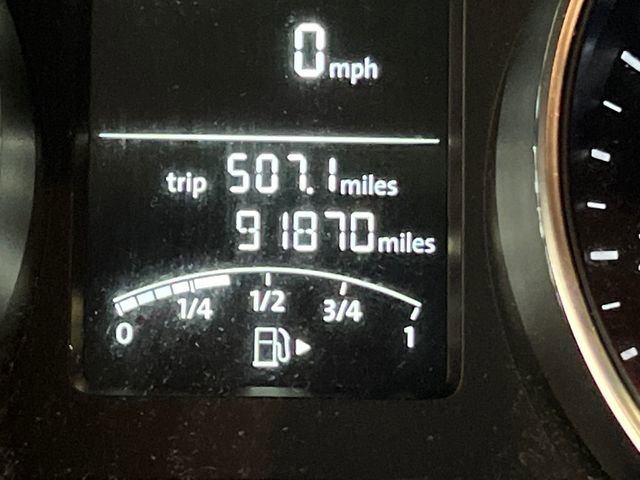 0 mph
trip 507.1 miles
91870 miles
0 1/4 1/2 3/4 1